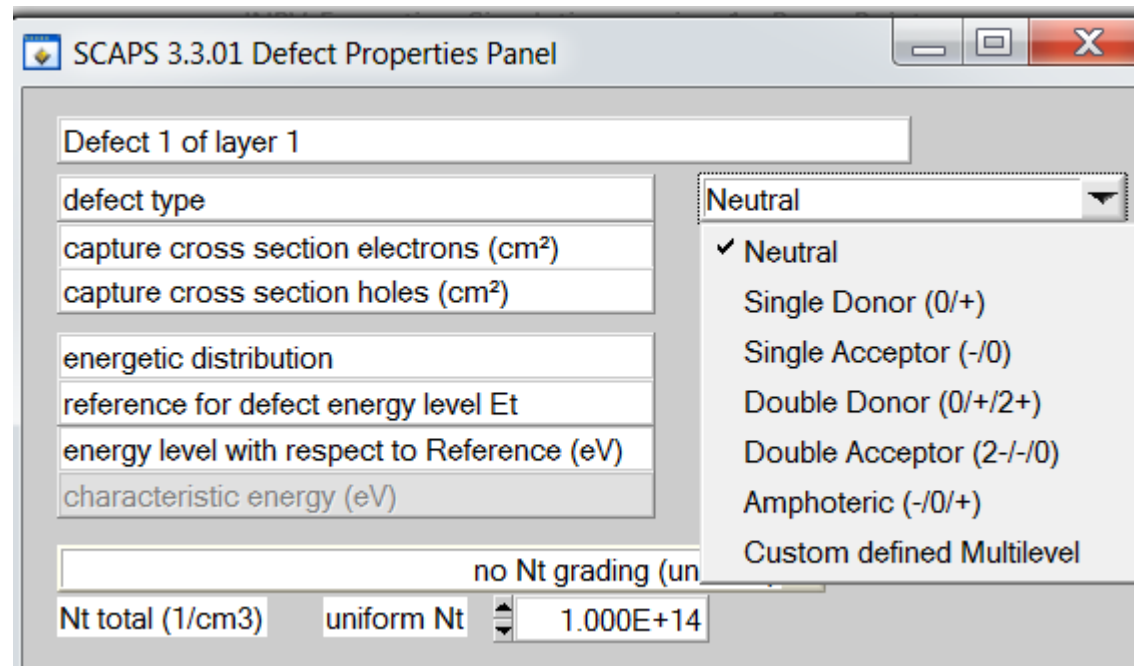 SCAPS 3.3.01 Defect Properties Panel
Defect 1 of layer 1
defect type
Neutral
capture cross section electrons (cm²)
capture cross section holes (cm²)
energetic distribution
reference for defect energy level Et
energy level with respect to Reference (eV)
characteristic energy (eV)
Neutral
Single Donor (0/+)
Single Acceptor (-/0)
Double Donor (0/+/2+)
Double Acceptor (2-/-/0)
Amphoteric (-/0/+)
Custom defined Multilevel
no Nt grading (un
Nt total (1/cm3) uniform Nt 1.000E+14